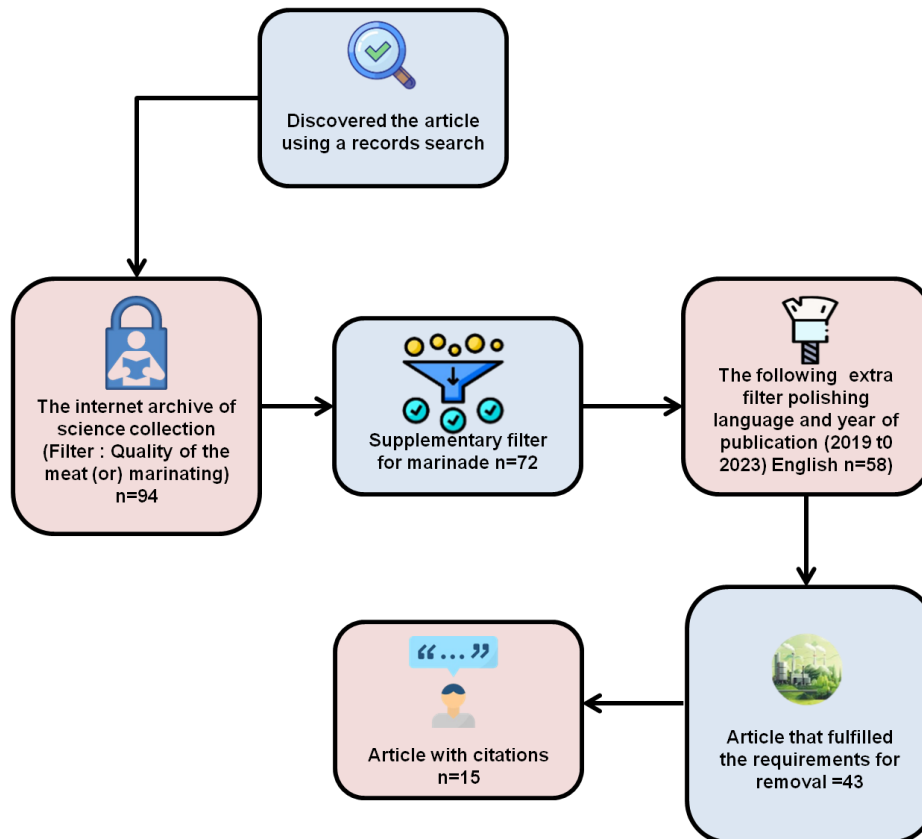 Discovered the article
using a records search
The internet archive of
science collection
(Filter : Quality of the
meat (or) marinating)
n=94
Supplementary filter
for marinade n=72
The following  extra
filter polishing
language and year of
publication (2019 t0
2023) English n=58)
Article that fulfilled
the requirements for
removal =43
“ ... ”
Article with citations
n=15